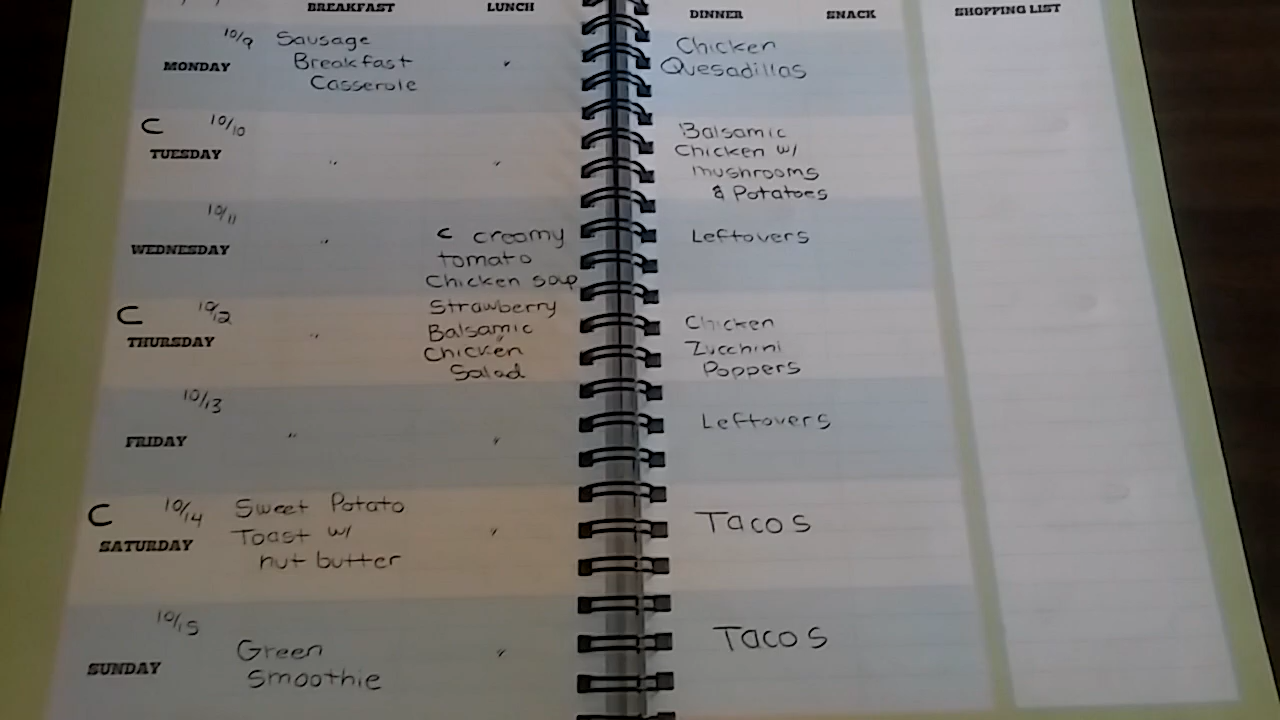 BREAKFAST LUNCH DINNER SNACK SHOPPING LIST
10/9 MONDAY
Sausage
Breakfast
Casserole
"
Chicken
Quesadillas
C 10/10
TUESDAY
"
"
Balsamic
Chicken w/
mushrooms
& Potatoes
10/11
WEDNESDAY
"
C creamy
tomato
Chicken soup
Leftovers
C 10/12
THURSDAY
"
Strawberry
Balsamic
Chicken
Salad
Chicken
Zucchini
Poppers
10/13
FRIDAY
"
"
Leftovers
C 10/14
SATURDAY
Sweet Potato
Toast w/
nut butter
"
Tacos
10/15
SUNDAY
Green
Smoothie
"
Tacos